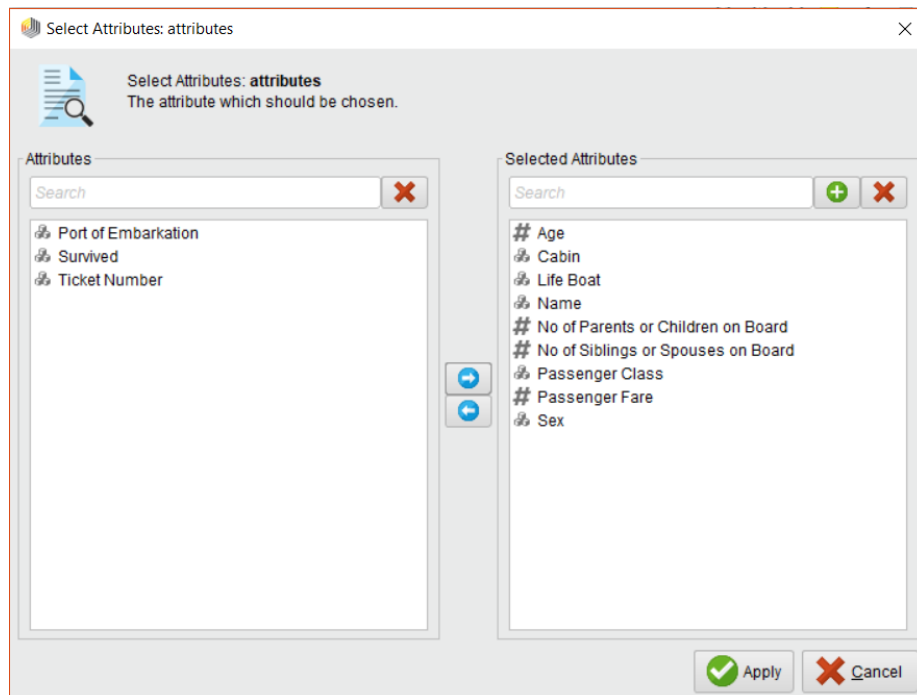 Select Attributes: attributes
Select Attributes: attributes
The attribute which should be chosen.
Attributes
Search
Port of Embarkation
Survived
Ticket Number
Selected Attributes
Search
Age
Cabin
Life Boat
Name
No of Parents or Children on Board
No of Siblings or Spouses on Board
Passenger Class
Passenger Fare
Sex
Apply
Cancel